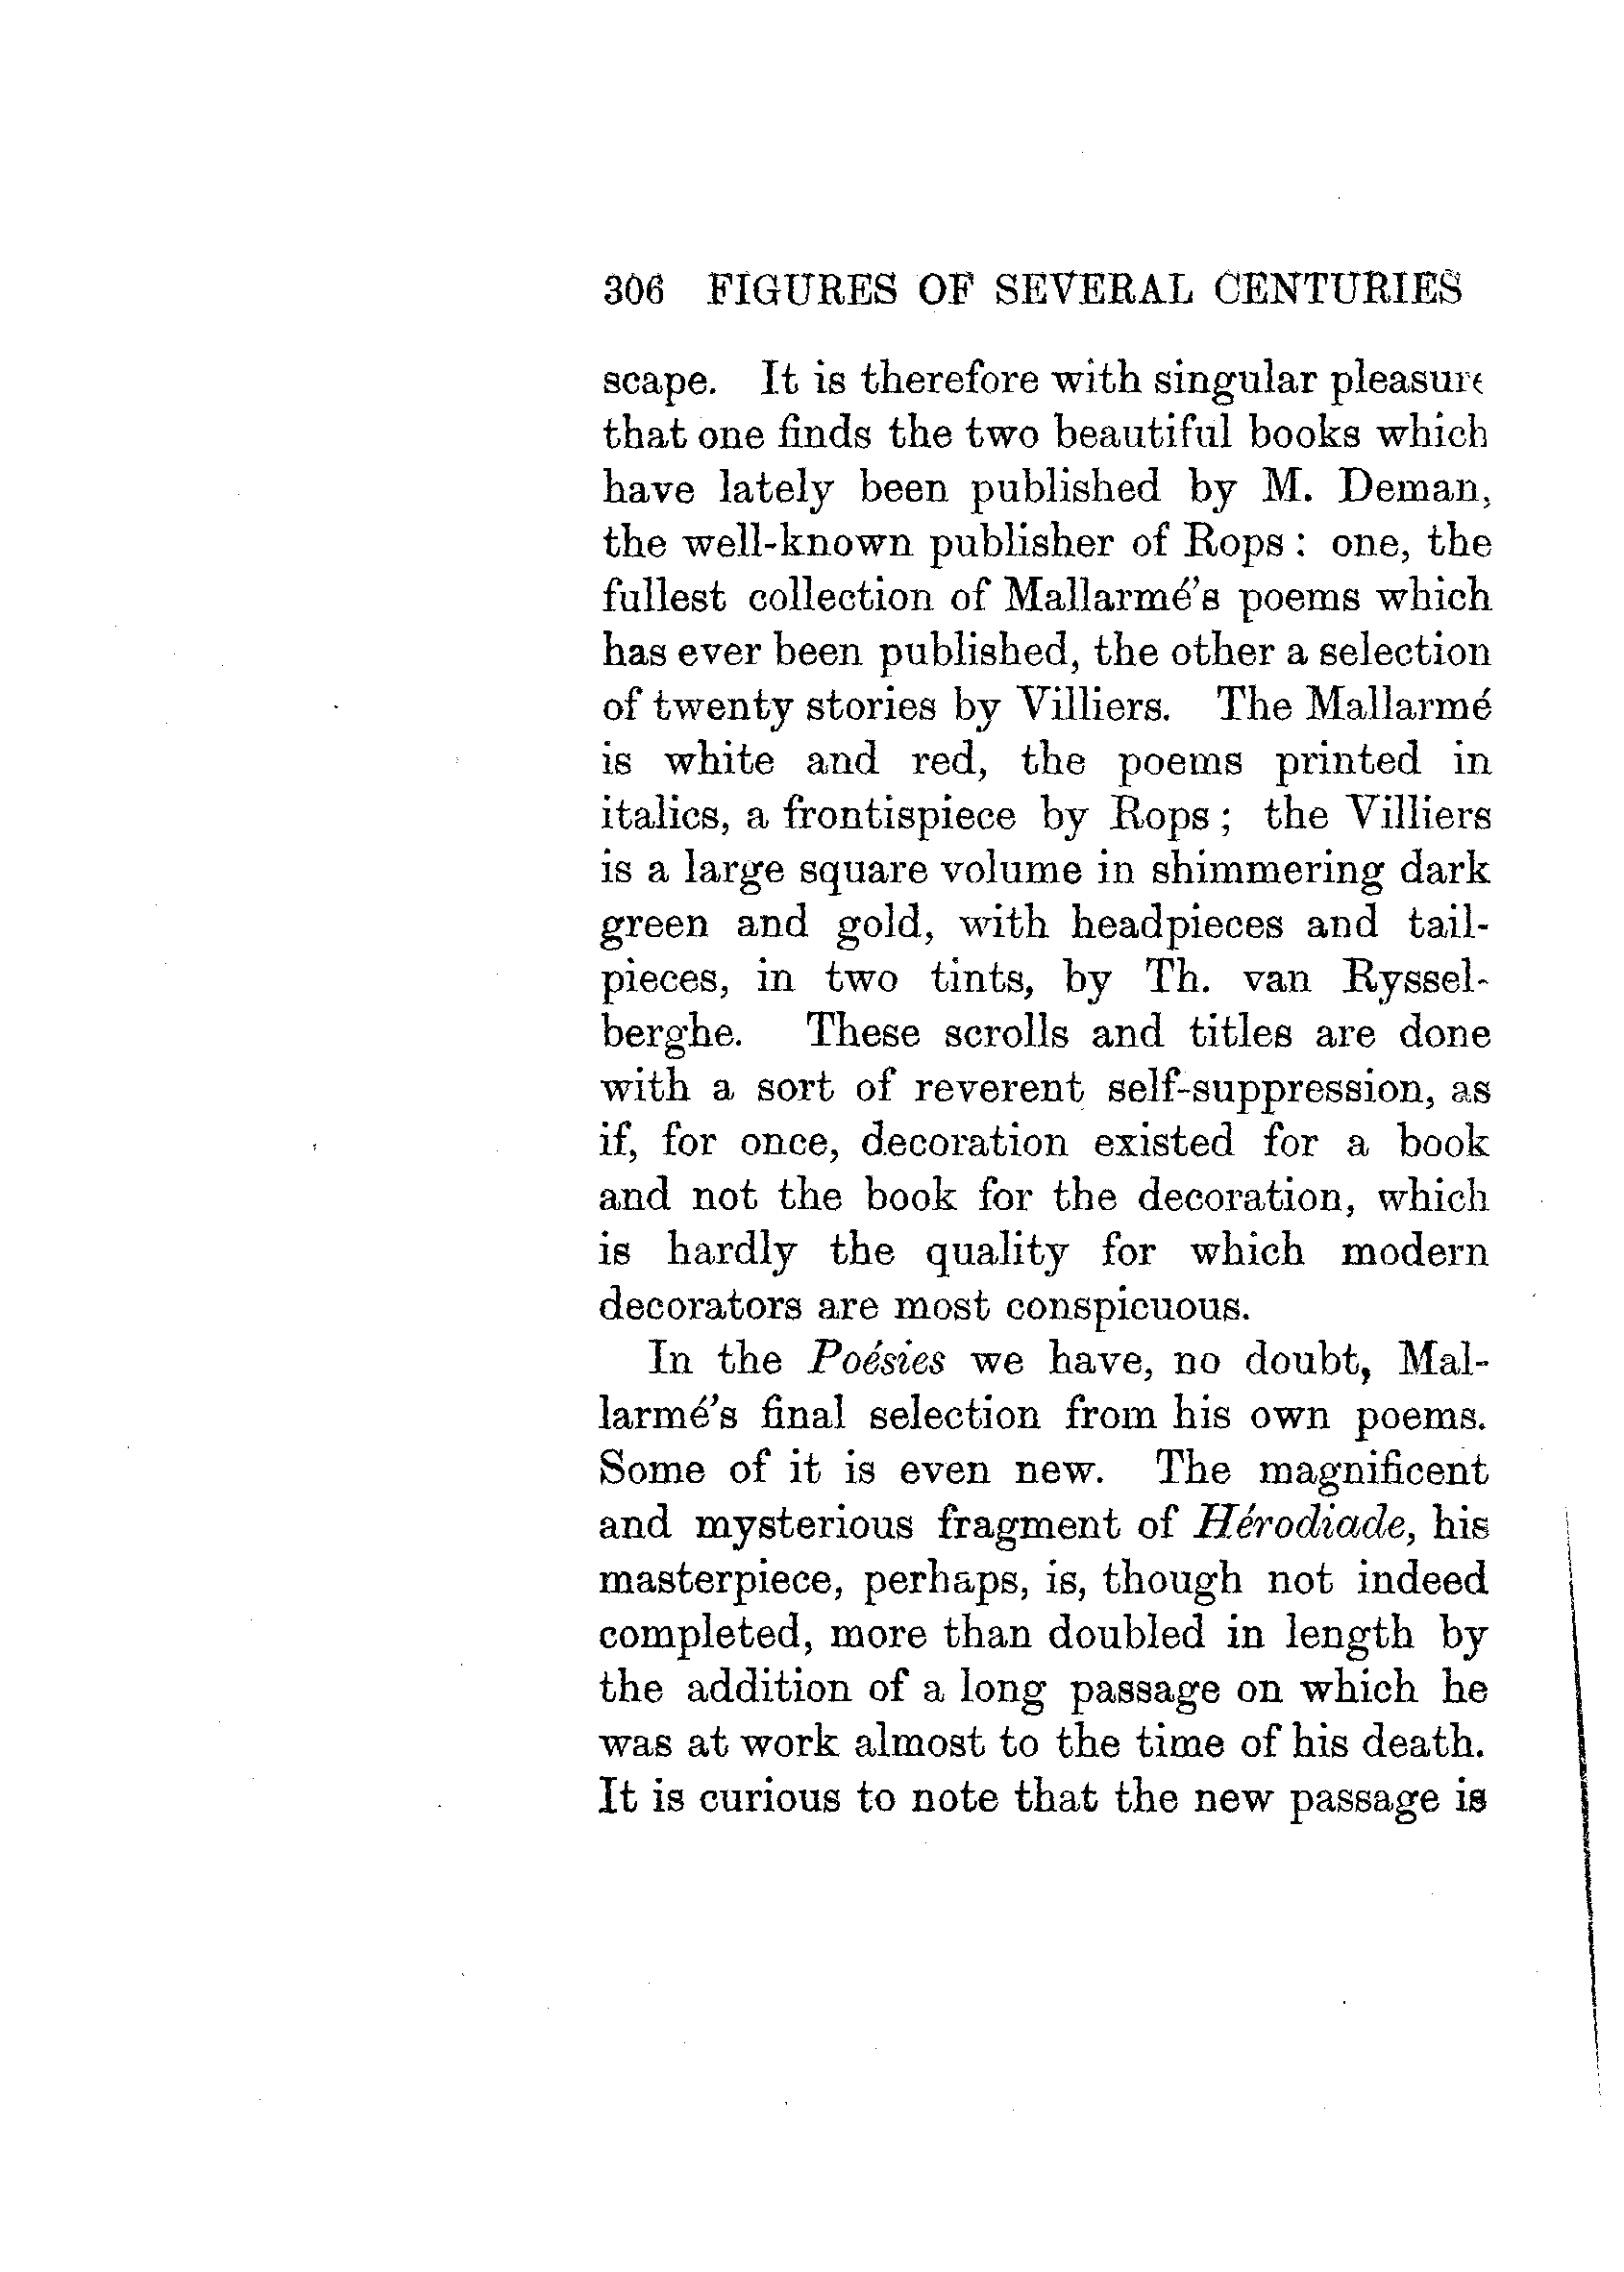 306 FIGURES OF SEVERAL CENTURIES
scape. It is therefore with singular pleasure
that one finds the two beautiful books which
have lately been published by M. Deman,
the well-known publisher of Rops: one, the
fullest collection of Mallarmé's poems which
has ever been published, the other a selection
of twenty stories by Villiers. The Mallarmé
is white and red, the poems printed in
italics, a frontispiece by Rops; the Villiers
is a large square volume in shimmering dark
green and gold, with headpieces and tail-
pieces, in two tints, by Th. van Ryssel-
berghe. These scrolls and titles are done
with a sort of reverent self-suppression, as
if, for once, decoration existed for a book
and not the book for the decoration, which
is hardly the quality for which modern
decorators are most conspicuous.
In the Poésies we have, no doubt, Mal-
larmé's final selection from his own poems.
Some of it is even new. The magnificent
and mysterious fragment of Hérodiade, his
masterpiece, perhaps, is, though not indeed
completed, more than doubled in length by
the addition of a long passage on which he
was at work almost to the time of his death.
It is curious to note that the new passage is